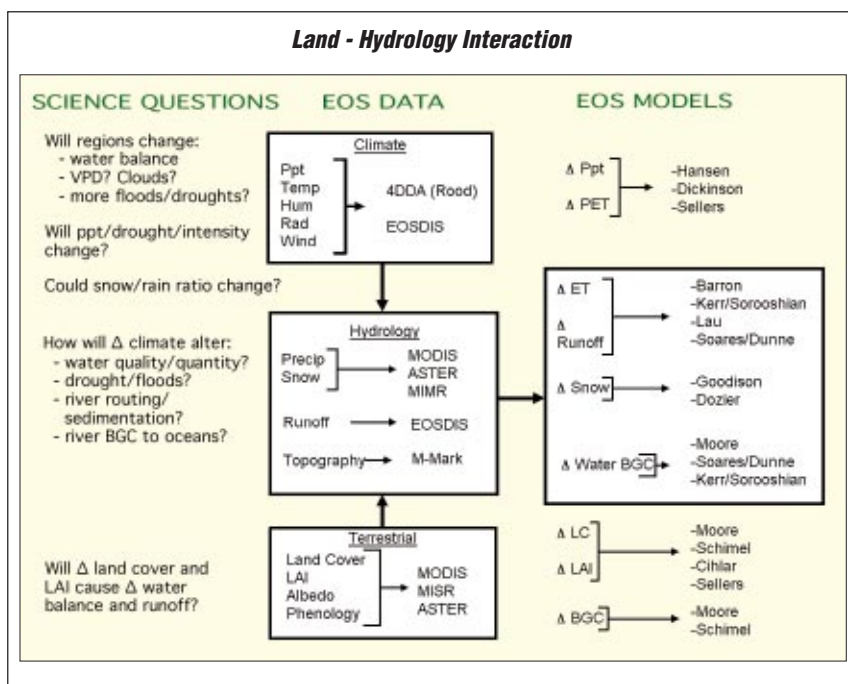 Land - Hydrology Interaction
SCIENCE QUESTIONS
EOS DATA
EOS MODELS
Will regions change:
- water balance
- VPD? Clouds?
- more floods/droughts?
Will ppt/drought/intensity
change?
Could snow/rain ratio change?
How will Δ climate alter:
- water quality/quantity?
- drought/floods?
- river routing/
sedimentation?
- river BGC to oceans?
Will Δ land cover and
LAI cause Δ water
balance and runoff?
Climate
Ppt
Temp
Hum
Rad
Wind
4DDA (Rood)
EOSDIS
Hydrology
Precip
Snow
MODIS
ASTER
MIMR
Runoff
EOSDIS
Topography
M-Mark
Terrestrial
Land Cover
LAI
Albedo
Phenology
MODIS
MISR
ASTER
Δ Ppt
Δ PET
-Hansen
-Dickinson
-Sellers
Δ ET
Δ
Runoff
-Barron
-Kerr/Sorooshian
-Lau
-Soares/Dunne
Δ Snow
-Goodison
-Dozier
Δ Water BGC
-Moore
-Soares/Dunne
-Kerr/Sorooshian
Δ LC
Δ LAI
-Moore
-Schimel
-Cihlar
-Sellers
Δ BGC
-Moore
-Schimel